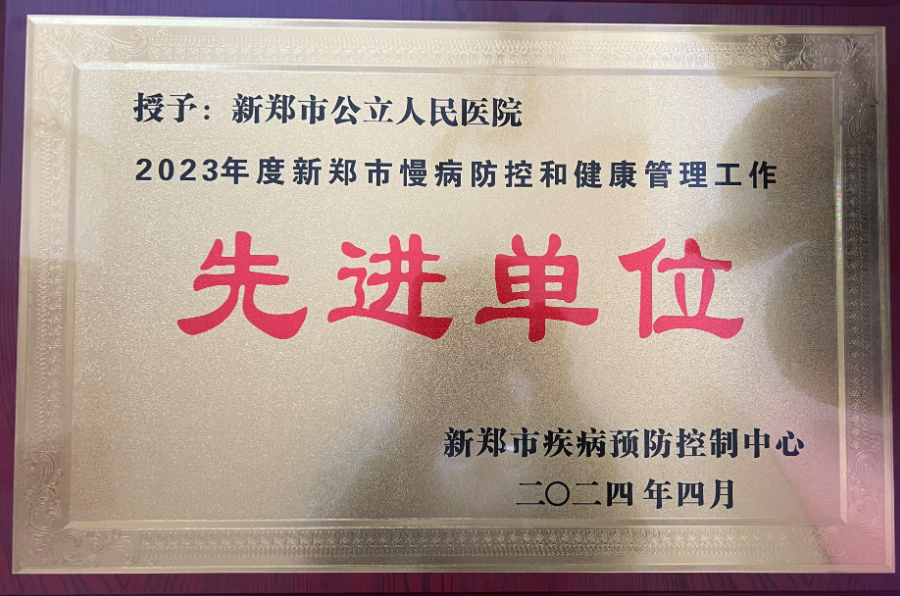 授予：新郑市公立人民医院
2023年度新郑市慢病防控和健康管理工作
先进单位
新郑市疾病预防控制中心
二〇二四年四月